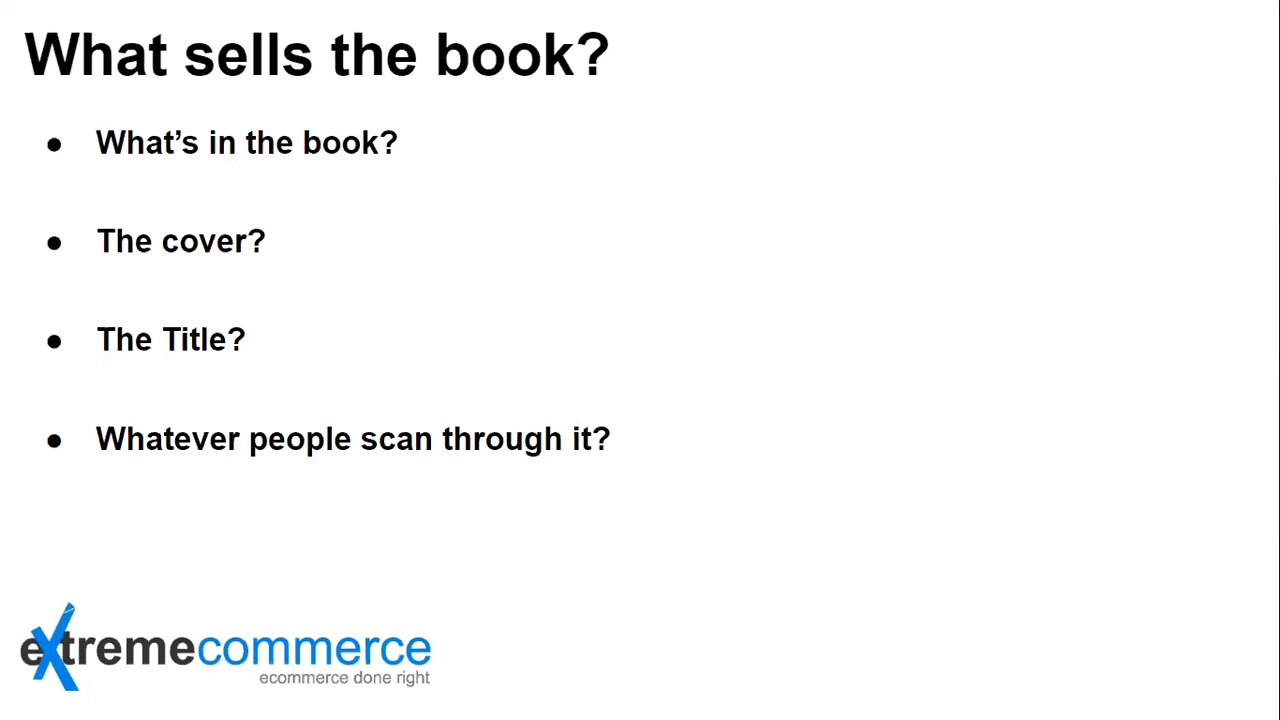 What sells the book?
● What’s in the book?
● The cover?
● The Title?
● Whatever people scan through it?
extremecommerce
ecommerce done right